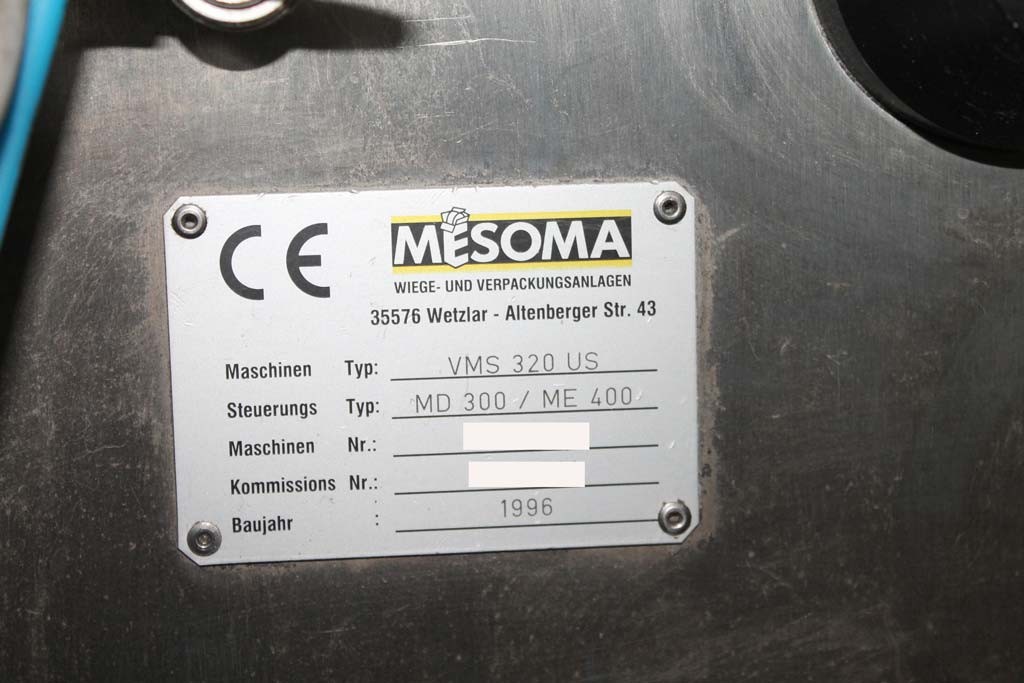 CE
MESOMA
WIEGE- UND VERPACKUNGSANLAGEN
35576 Wetzlar - Altenberger Str. 43
Maschinen Typ: VMS 320 US
Steuerungs Typ: MD 300 / ME 400
Maschinen Nr.:
Kommissions Nr.:
Baujahr : 1996